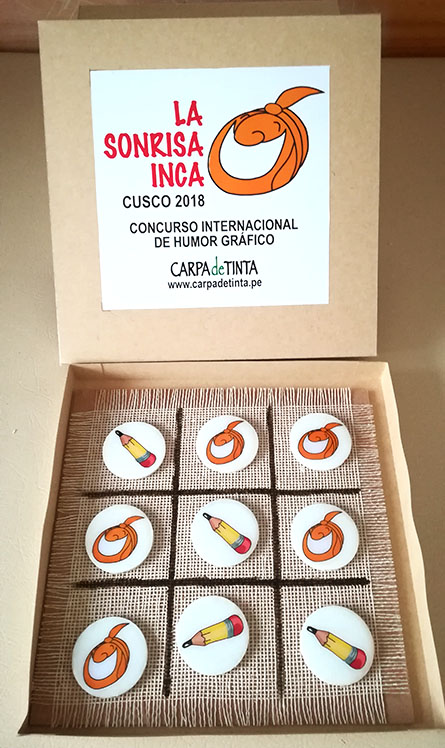 LA
SONRISA
INCA
CUSCO 2018
CONCURSO INTERNACIONAL
DE HUMOR GRÁFICO
CARPAdeTINTA
www.carpadetinta.pe